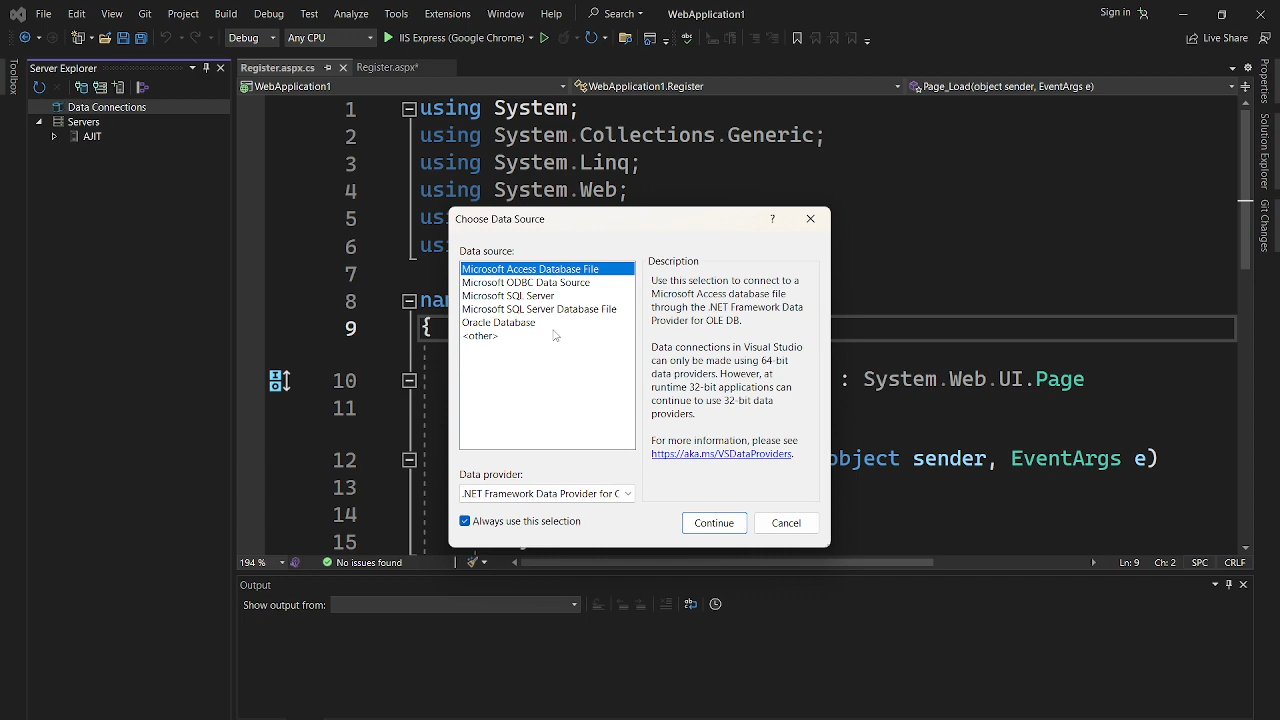 File Edit View Git Project Build Debug Test Analyze Tools Extensions Window Help Search WebApplication1 Sign in
Debug Any CPU IIS Express (Google Chrome) Live Share
Toolbox
Server Explorer
Data Connections
Servers
AJIT
Register.aspx.cs Register.aspx*
WebApplication1 WebApplication1.Register Page_Load(object sender, EventArgs e)
1 using System;
2 using System.Collections.Generic;
3 using System.Linq;
4 using System.Web;
5 us
6 us
7
8 na
9 {
10 : System.Web.UI.Page
11
12 object sender, EventArgs e)
13
14
15
Choose Data Source ?
Data source:
Microsoft Access Database File
Microsoft ODBC Data Source
Microsoft SQL Server
Microsoft SQL Server Database File
Oracle Database
<other>
Data provider:
.NET Framework Data Provider for C
Always use this selection
Description
Use this selection to connect to a
Microsoft Access database file
through the .NET Framework Data
Provider for OLE DB.
Data connections in Visual Studio
can only be made using 64-bit
data providers. However, at
runtime 32-bit applications can
continue to use 32-bit data
providers.
For more information, please see
https://aka.ms/VSDataProviders.
Continue Cancel
194 % No issues found Ln: 9 Ch: 2 SPC CRLF
Output
Show output from:
Properties
Solution Explorer
Git Changes